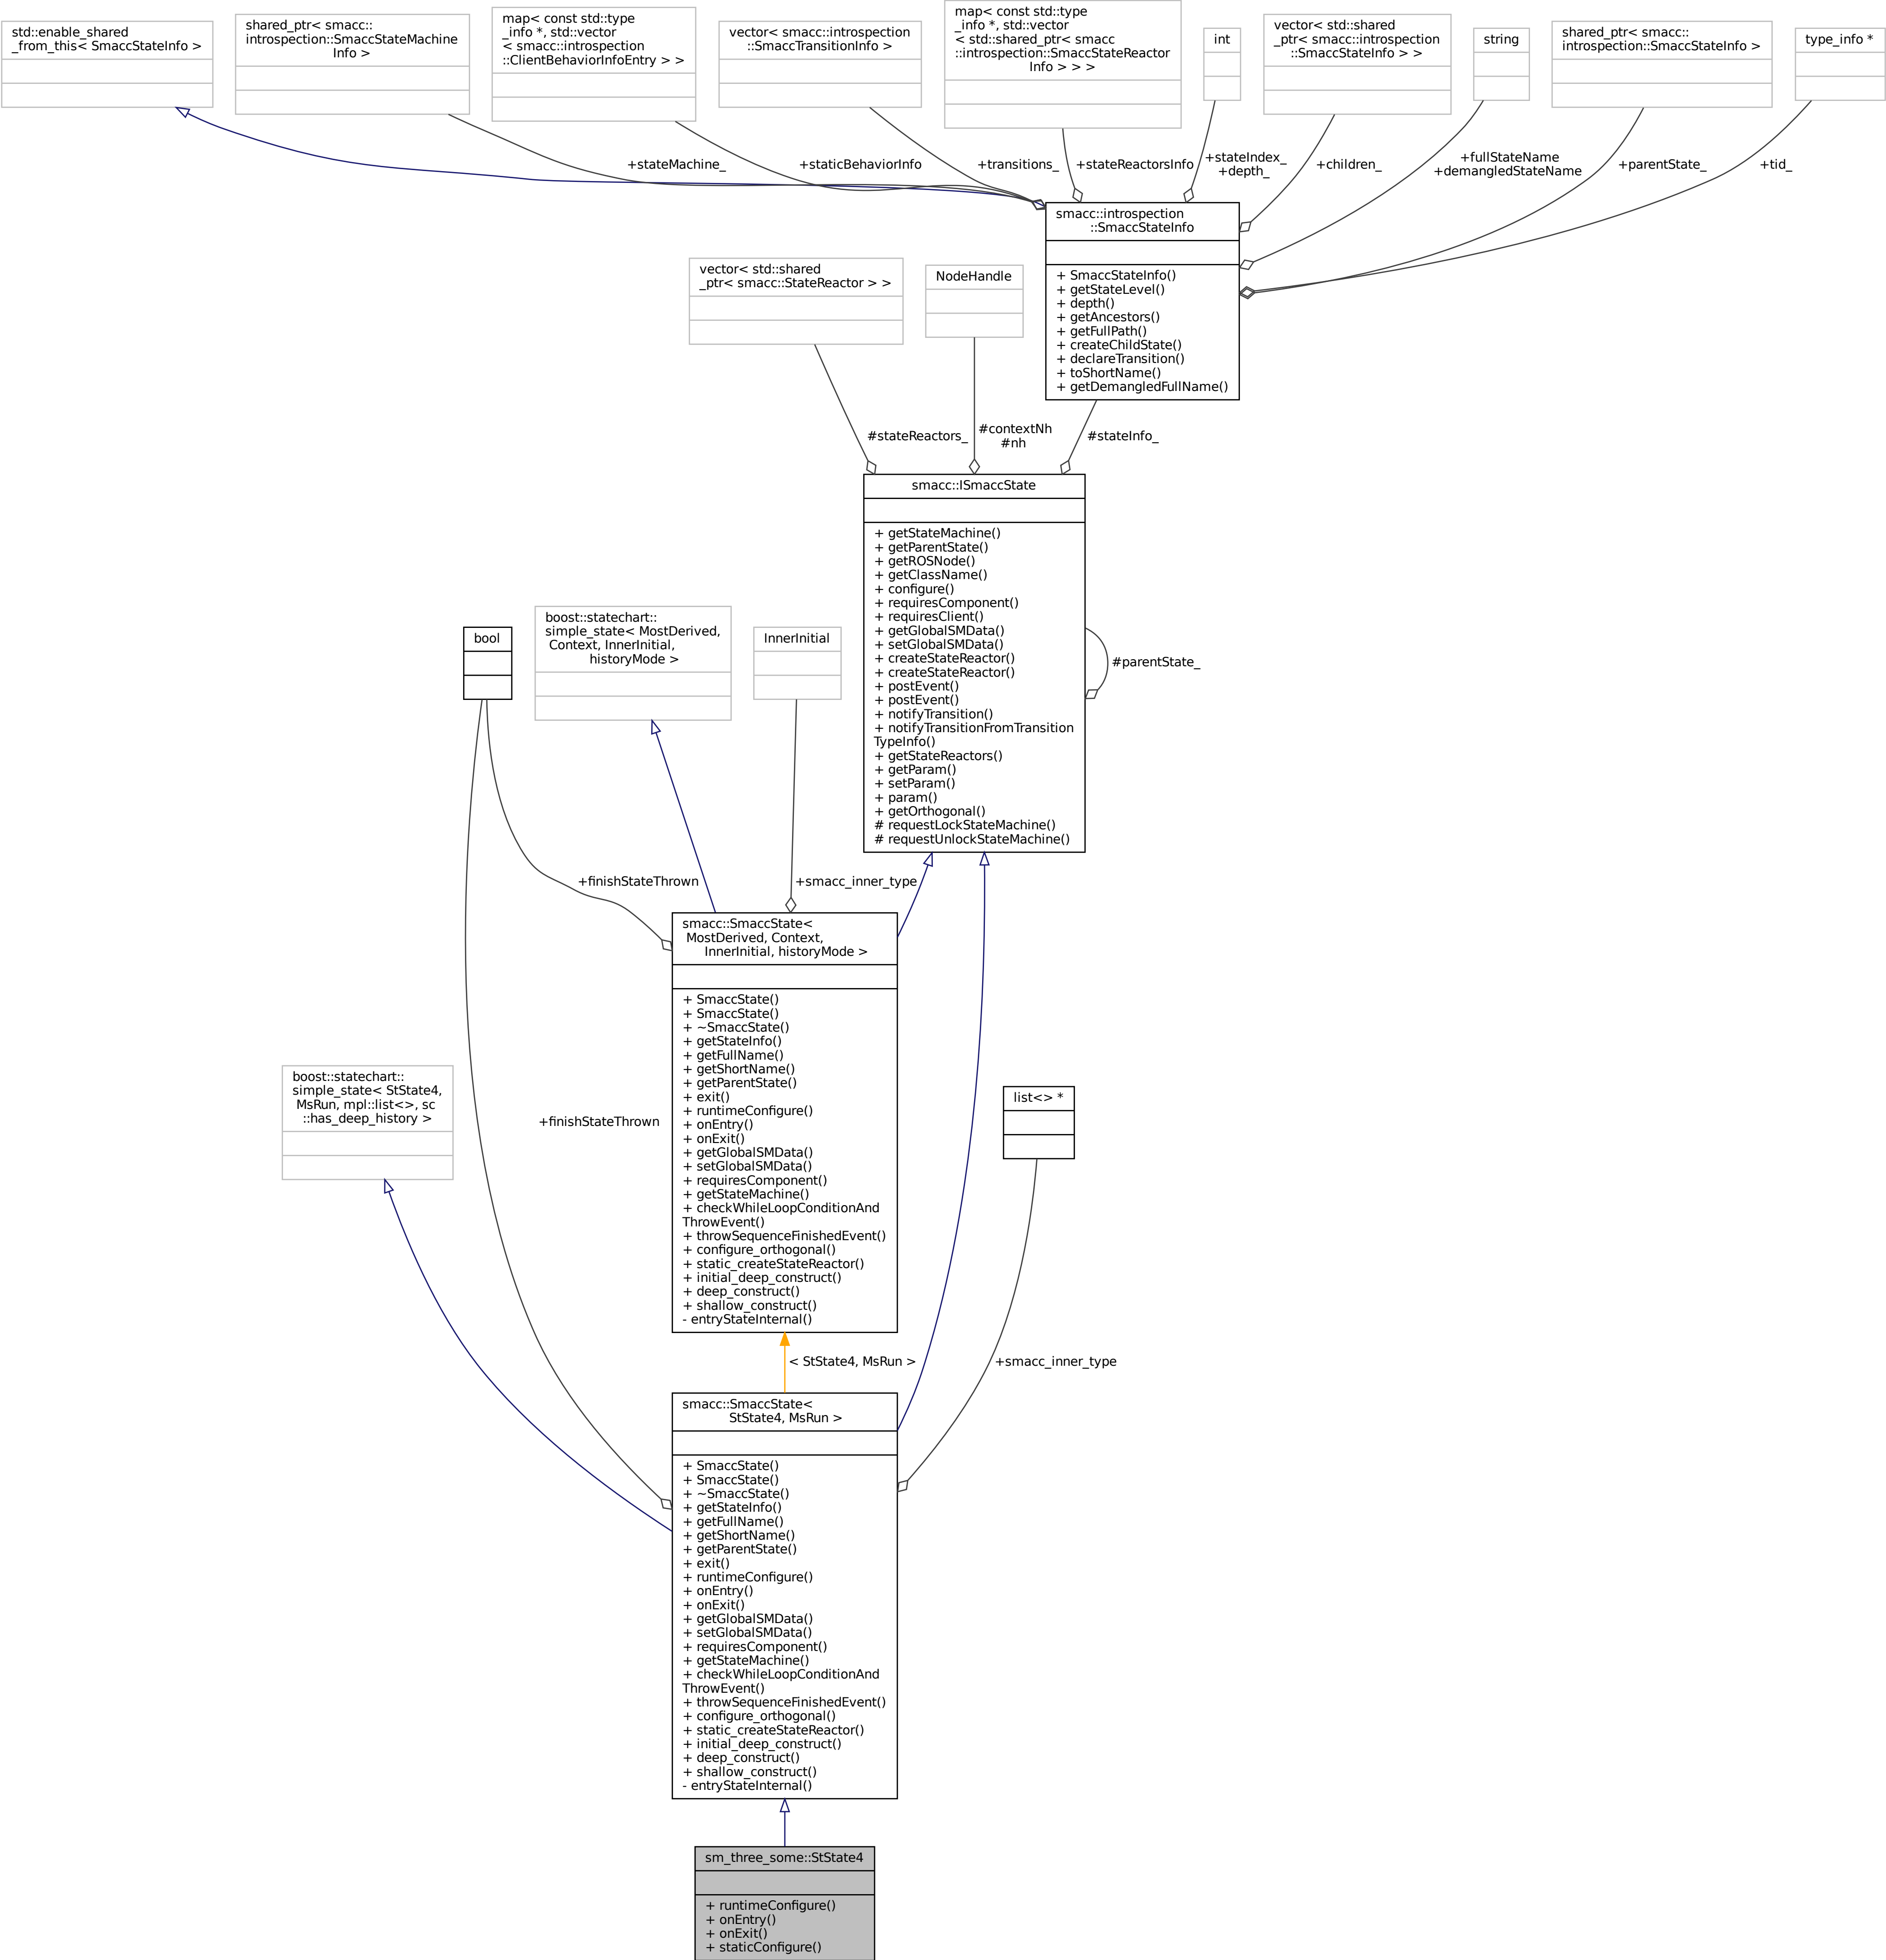 std::enable_shared
_from_this< SmaccStateInfo >
shared_ptr< smacc::
introspection::SmaccStateMachine
Info >
map< const std::type
_info *, std::vector
< smacc::introspection
::ClientBehaviorInfoEntry > >
vector< smacc::introspection
::SmaccTransitionInfo >
map< const std::type
_info *, std::vector
< std::shared_ptr< smacc
::introspection::SmaccStateReactor
Info > > >
int
vector< std::shared
_ptr< smacc::introspection
::SmaccStateInfo > >
string
shared_ptr< smacc::
introspection::SmaccStateInfo >
type_info *
+stateMachine_
+staticBehaviorInfo
+transitions_
+stateReactorsInfo
+stateIndex_
+depth_
+children_
+fullStateName
+demangledStateName
+parentState_
+tid_
smacc::introspection
::SmaccStateInfo
+ SmaccStateInfo()
+ getStateLevel()
+ depth()
+ getAncestors()
+ getFullPath()
+ createChildState()
+ declareTransition()
+ toShortName()
+ getDemangledFullName()
vector< std::shared
_ptr< smacc::StateReactor > >
NodeHandle
#stateReactors_
#contextNh
#nh
#stateInfo_
smacc::ISmaccState
+ getStateMachine()
+ getParentState()
+ getROSNode()
+ getClassName()
+ configure()
+ requiresComponent()
+ requiresClient()
+ getGlobalSMData()
+ setGlobalSMData()
+ createStateReactor()
+ createStateReactor()
+ postEvent()
+ postEvent()
+ notifyTransition()
+ notifyTransitionFromTransition
TypeInfo()
+ getStateReactors()
+ getParam()
+ setParam()
+ param()
+ getOrthogonal()
# requestLockStateMachine()
# requestUnlockStateMachine()
#parentState_
bool
boost::statechart::
simple_state< MostDerived,
Context, InnerInitial,
historyMode >
InnerInitial
+finishStateThrown
+smacc_inner_type
smacc::SmaccState<
MostDerived, Context,
InnerInitial, historyMode >
+ SmaccState()
+ SmaccState()
+ ~SmaccState()
+ getStateInfo()
+ getFullName()
+ getShortName()
+ getParentState()
+ exit()
+ runtimeConfigure()
+ onEntry()
+ onExit()
+ getGlobalSMData()
+ setGlobalSMData()
+ requiresComponent()
+ getStateMachine()
+ checkWhileLoopConditionAnd
ThrowEvent()
+ throwSequenceFinishedEvent()
+ configure_orthogonal()
+ static_createStateReactor()
+ initial_deep_construct()
+ deep_construct()
+ shallow_construct()
- entryStateInternal()
boost::statechart::
simple_state< StState4,
MsRun, mpl::list<>, sc
::has_deep_history >
+finishStateThrown
list<> *
< StState4, MsRun >
+smacc_inner_type
smacc::SmaccState<
StState4, MsRun >
+ SmaccState()
+ SmaccState()
+ ~SmaccState()
+ getStateInfo()
+ getFullName()
+ getShortName()
+ getParentState()
+ exit()
+ runtimeConfigure()
+ onEntry()
+ onExit()
+ getGlobalSMData()
+ setGlobalSMData()
+ requiresComponent()
+ getStateMachine()
+ checkWhileLoopConditionAnd
ThrowEvent()
+ throwSequenceFinishedEvent()
+ configure_orthogonal()
+ static_createStateReactor()
+ initial_deep_construct()
+ deep_construct()
+ shallow_construct()
- entryStateInternal()
sm_three_some::StState4
+ runtimeConfigure()
+ onEntry()
+ onExit()
+ staticConfigure()